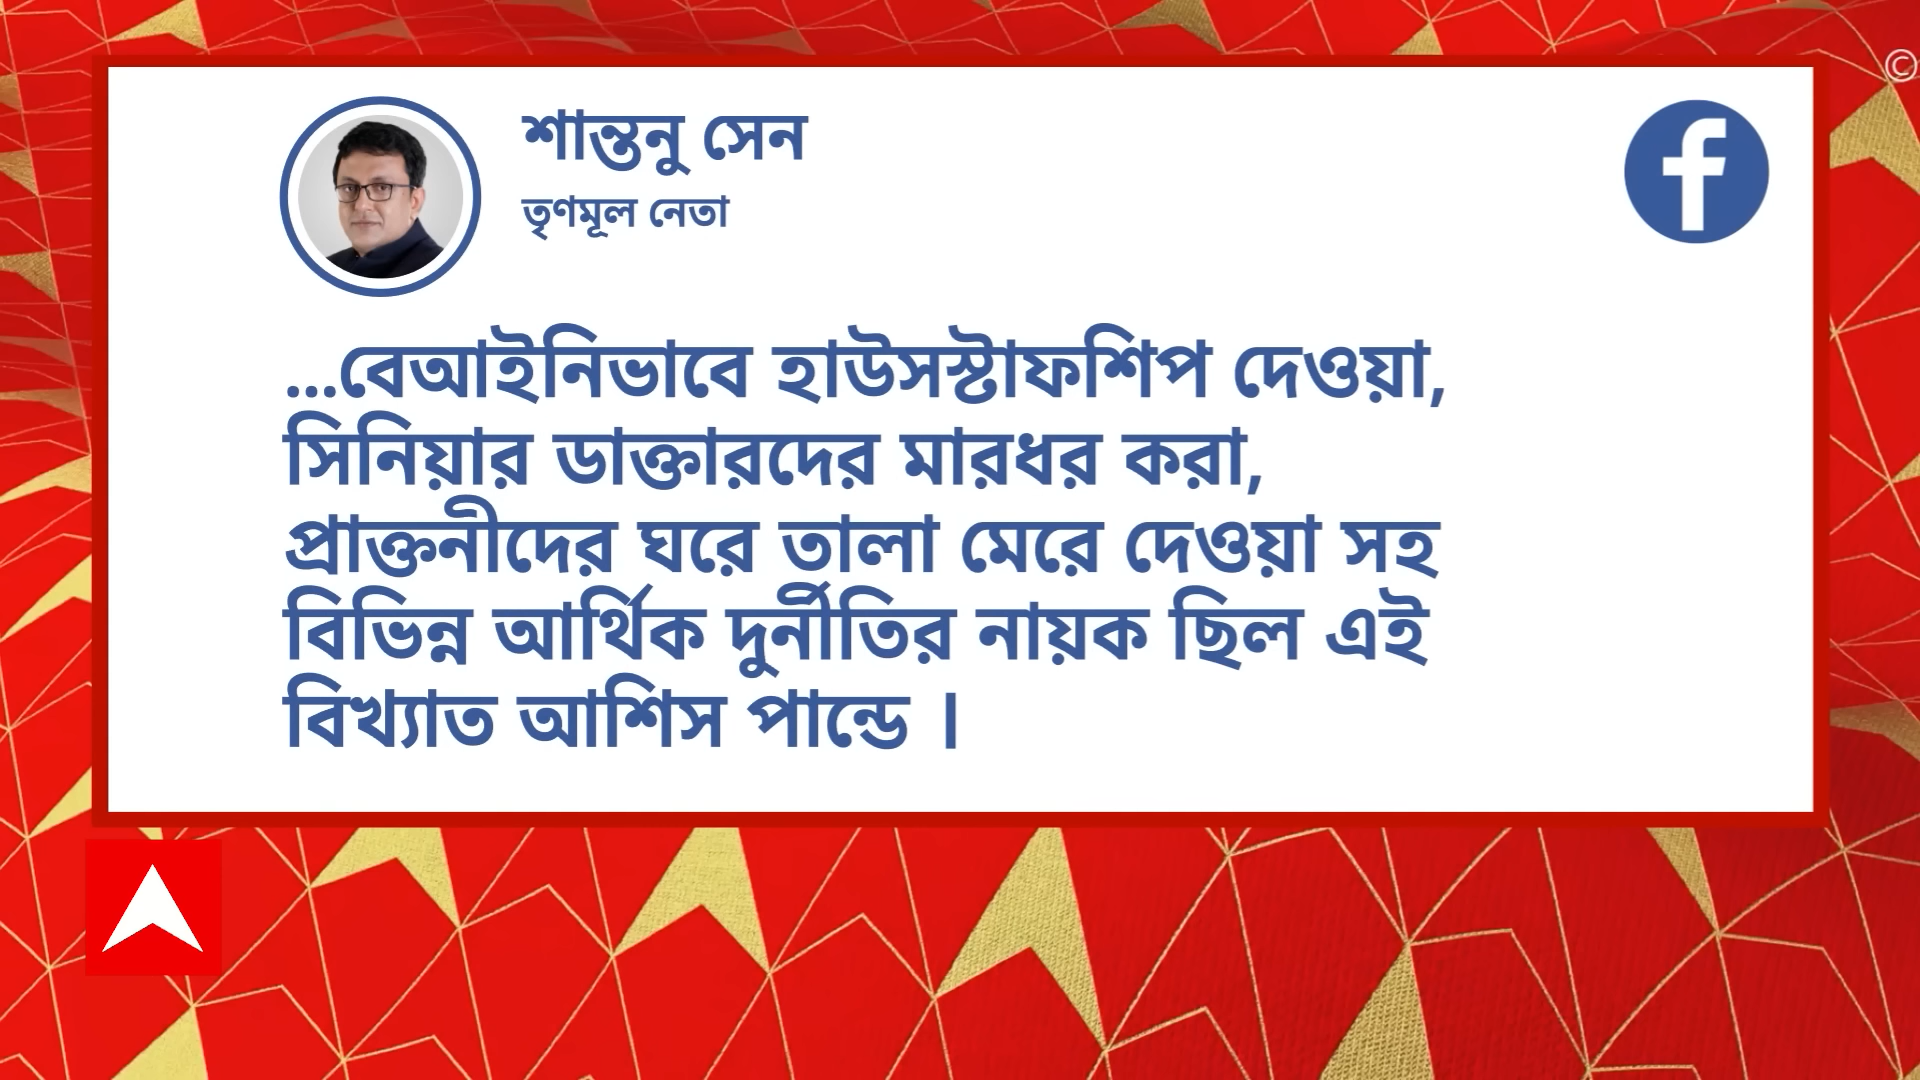 ©
শান্তনু সেন
তৃণমূল নেতা
...বেআইনিভাবে হাউসস্টাফশিপ দেওয়া,
সিনিয়ার ডাক্তারদের মারধর করা,
প্রাক্তনীদের ঘরে তালা মেরে দেওয়া সহ
বিভিন্ন আর্থিক দুর্নীতির নায়ক ছিল এই
বিখ্যাত আশিস পান্ডে ।